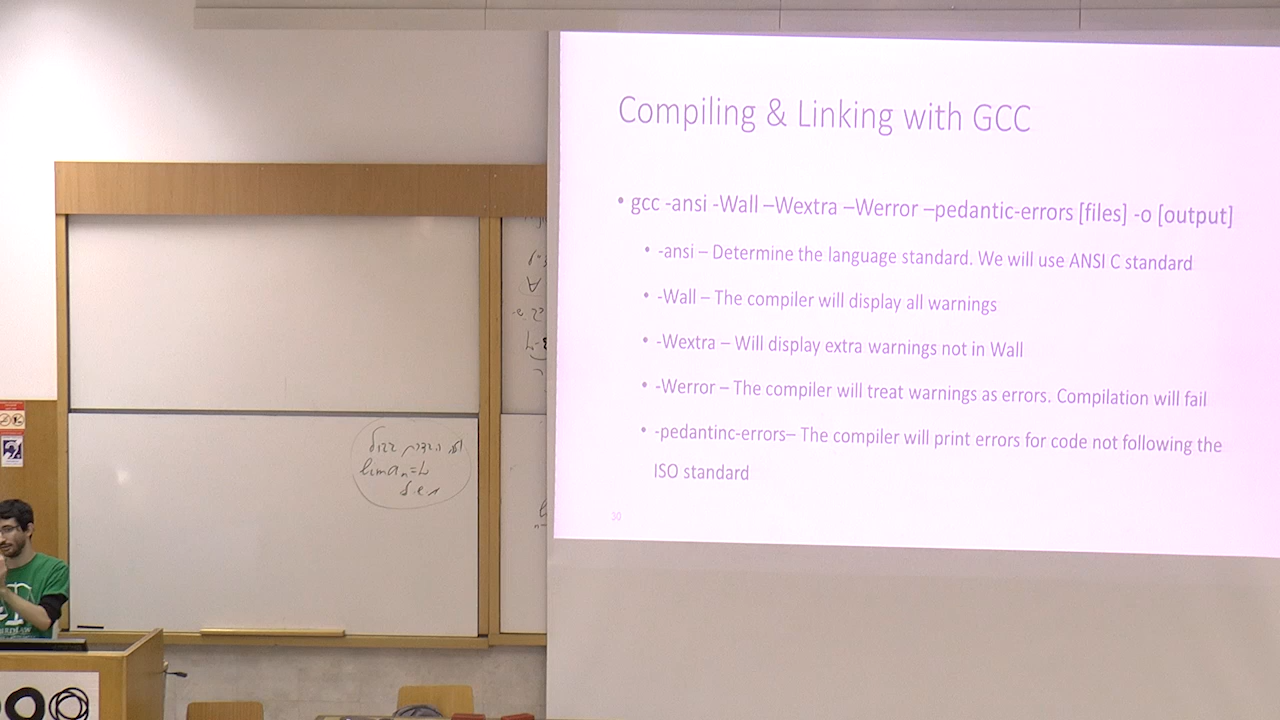 Compiling & Linking with GCC
• gcc -ansi -Wall –Wextra –Werror –pedantic-errors [files] -o [output]
• -ansi – Determine the language standard. We will use ANSI C standard
• -Wall – The compiler will display all warnings
• -Wextra – Will display extra warnings not in Wall
• -Werror – The compiler will treat warnings as errors. Compilation will fail
• -pedantinc-errors– The compiler will print errors for code not following the
ISO standard
30
lim aₙ = L